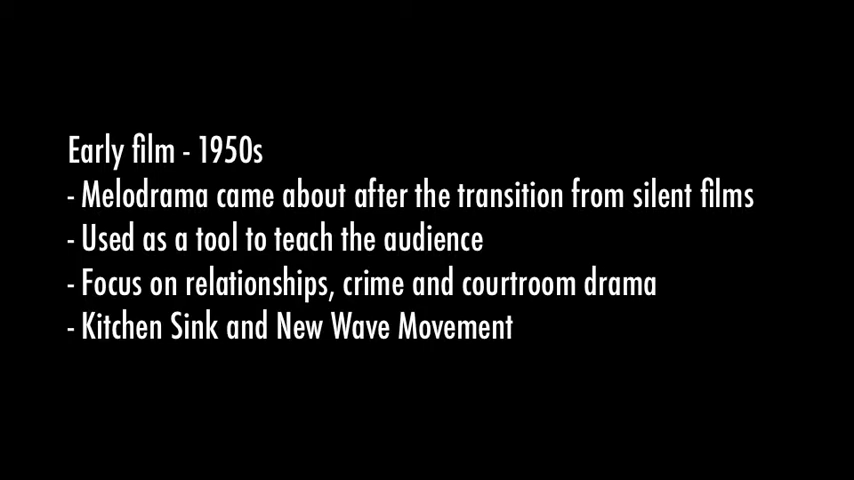 Early film - 1950s
- Melodrama came about after the transition from silent films
- Used as a tool to teach the audience
- Focus on relationships, crime and courtroom drama
- Kitchen Sink and New Wave Movement